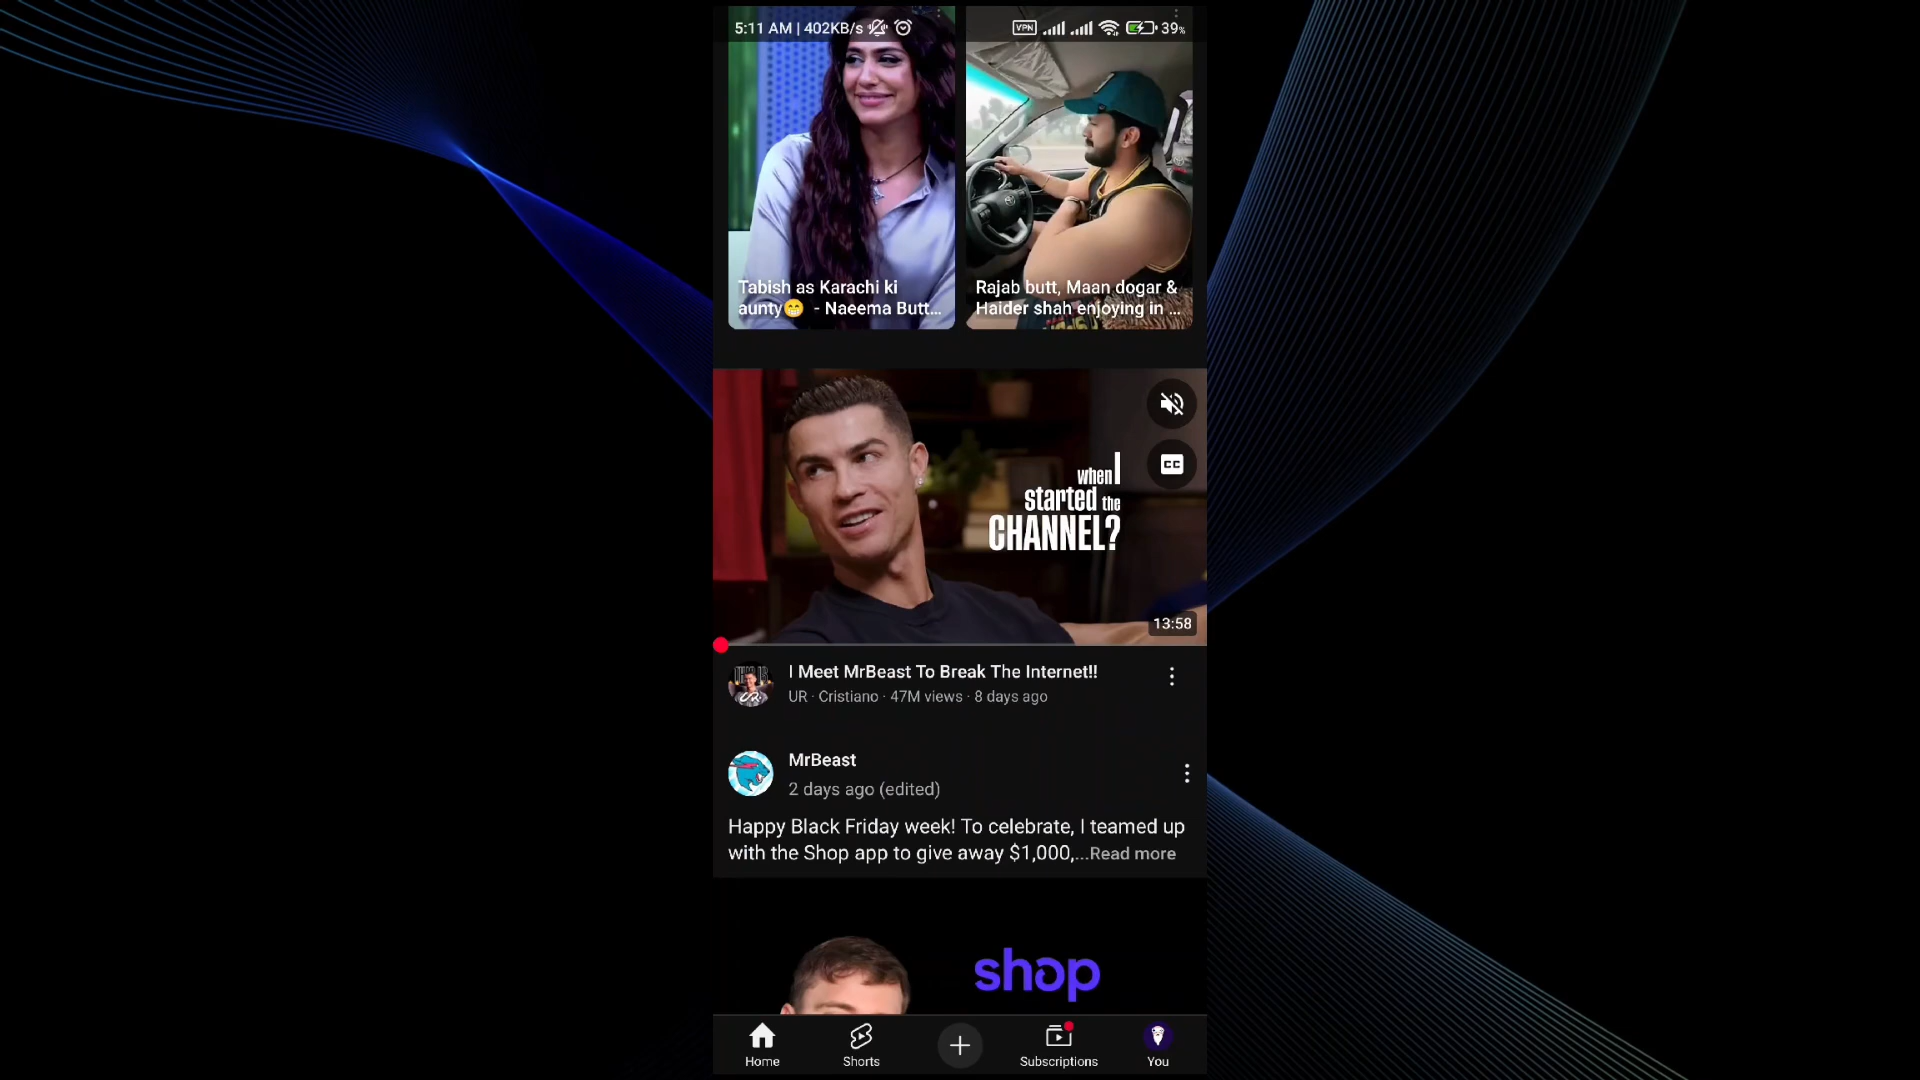 5:11 AM | 402KB/s
VPN
39%
Tabish as Karachi ki
aunty😁 - Naeema Butt...
Rajab butt, Maan dogar &
Haider shah enjoying in ...
when I
started the
CHANNEL?
CC
13:58
I Meet MrBeast To Break The Internet!!
UR · Cristiano · 47M views · 8 days ago
MrBeast
2 days ago (edited)
Happy Black Friday week! To celebrate, I teamed up
with the Shop app to give away $1,000,...Read more
shop
Home
Shorts
Subscriptions
You